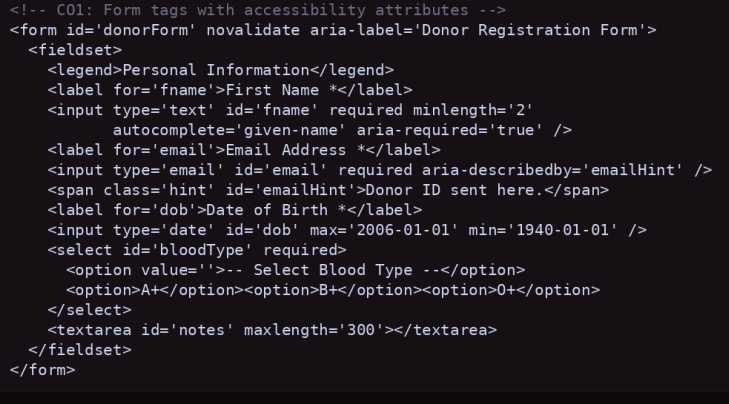 <!-- CO1: Form tags with accessibility attributes -->
<form id='donorForm' novalidate aria-label='Donor Registration Form'>
  <fieldset>
    <legend>Personal Information</legend>
    <label for='fname'>First Name *</label>
    <input type='text' id='fname' required minlength='2'
           autocomplete='given-name' aria-required='true' />
    <label for='email'>Email Address *</label>
    <input type='email' id='email' required aria-describedby='emailHint' />
    <span class='hint' id='emailHint'>Donor ID sent here.</span>
    <label for='dob'>Date of Birth *</label>
    <input type='date' id='dob' max='2006-01-01' min='1940-01-01' />
    <select id='bloodType' required>
      <option value=''>-- Select Blood Type --</option>
      <option>A+</option><option>B+</option><option>O+</option>
    </select>
    <textarea id='notes' maxlength='300'></textarea>
  </fieldset>
</form>